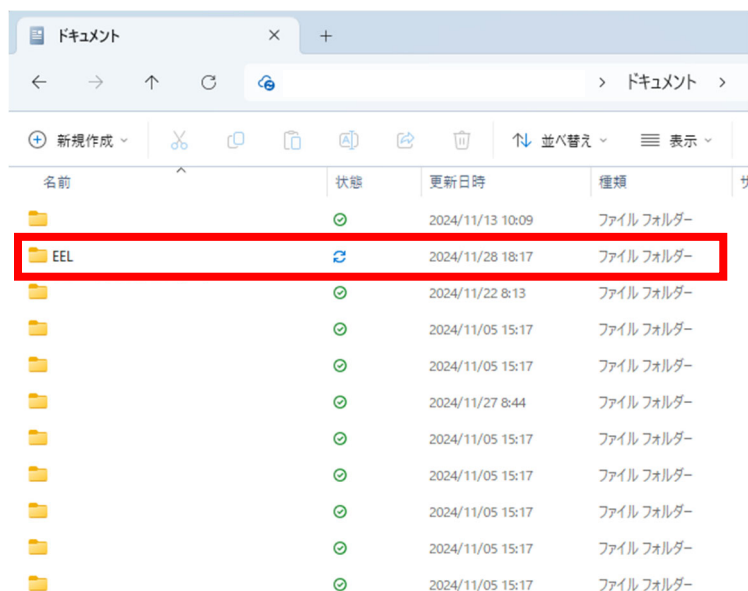 ドキュメント
ドキュメント
新規作成 並べ替え 表示
名前 状態 更新日時 種類
2024/11/13 10:09 ファイル フォルダー
EEL 2024/11/28 18:17 ファイル フォルダー
2024/11/22 8:13 ファイル フォルダー
2024/11/05 15:17 ファイル フォルダー
2024/11/05 15:17 ファイル フォルダー
2024/11/27 8:44 ファイル フォルダー
2024/11/05 15:17 ファイル フォルダー
2024/11/05 15:17 ファイル フォルダー
2024/11/05 15:17 ファイル フォルダー
2024/11/05 15:17 ファイル フォルダー
2024/11/05 15:17 ファイル フォルダー